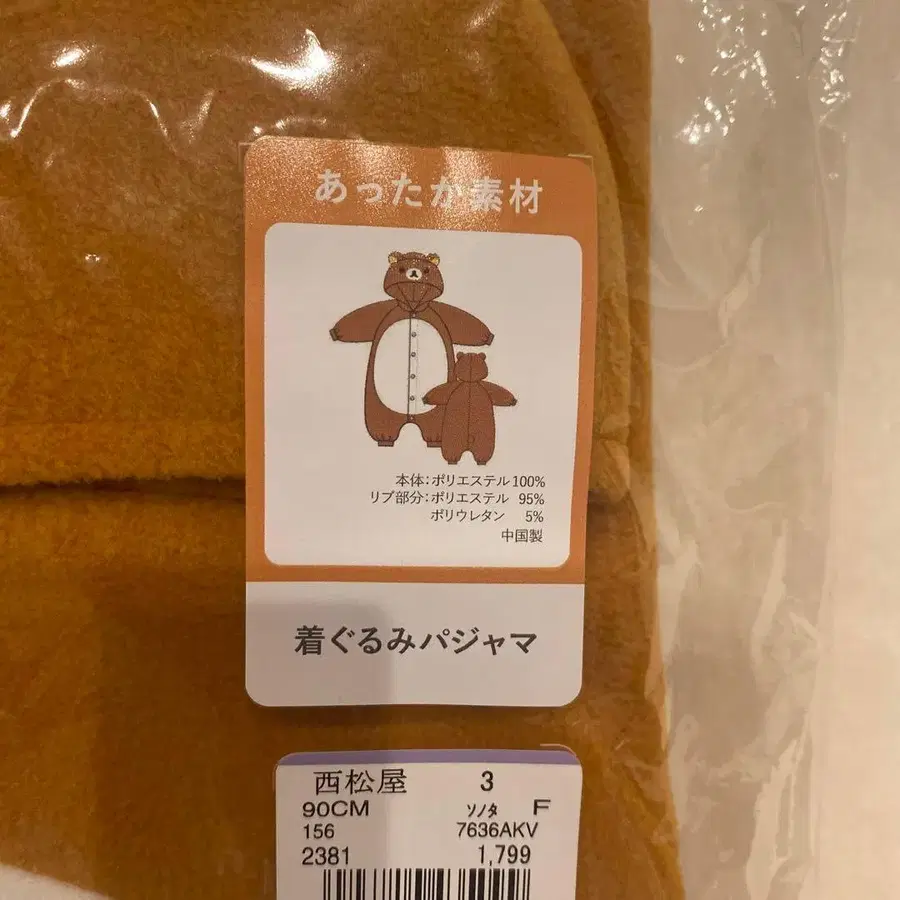 あったか素材
本体:ポリエステル100%
リブ部分:ポリエステル 95%
ポリウレタン 5%
中国製
着ぐるみパジャマ
西松屋 3
90CM ソノタ F
156 7636AKV
2381 1,799